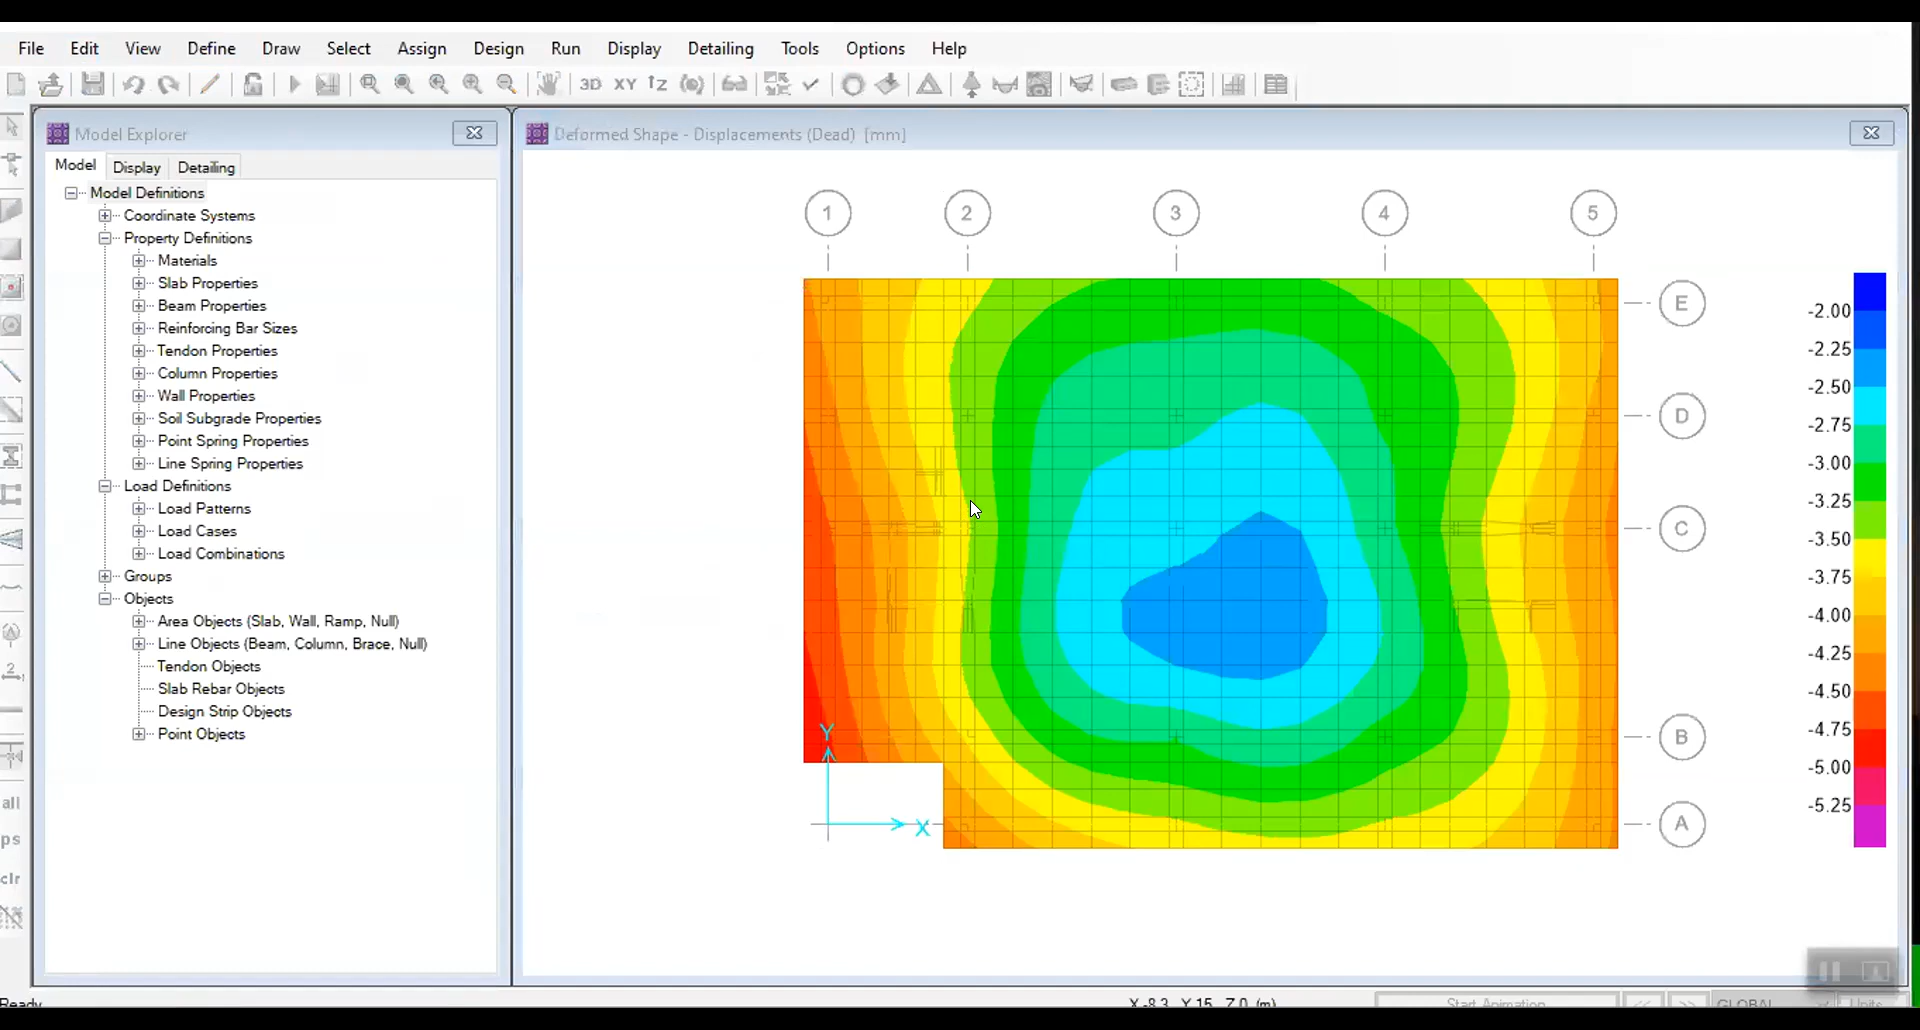 File Edit View Define Draw Select Assign Design Run Display Detailing Tools Options Help
3D XY
Model Explorer
Model Display Detailing
Model Definitions
Coordinate Systems
Property Definitions
Materials
Slab Properties
Beam Properties
Reinforcing Bar Sizes
Tendon Properties
Column Properties
Wall Properties
Soil Subgrade Properties
Point Spring Properties
Line Spring Properties
Load Definitions
Load Patterns
Load Cases
Load Combinations
Groups
Objects
Area Objects (Slab, Wall, Ramp, Null)
Line Objects (Beam, Column, Brace, Null)
Tendon Objects
Slab Rebar Objects
Design Strip Objects
Point Objects
all
ps
clr
Deformed Shape - Displacements (Dead) [mm]
1 2 3 4 5
E
D
C
B
A
Y
X
-2.00
-2.25
-2.50
-2.75
-3.00
-3.25
-3.50
-3.75
-4.00
-4.25
-4.50
-4.75
-5.00
-5.25
Ready
X -8.3 Y 15 Z 0 (m)
Start Animation
<< >>
GLOBAL
Units